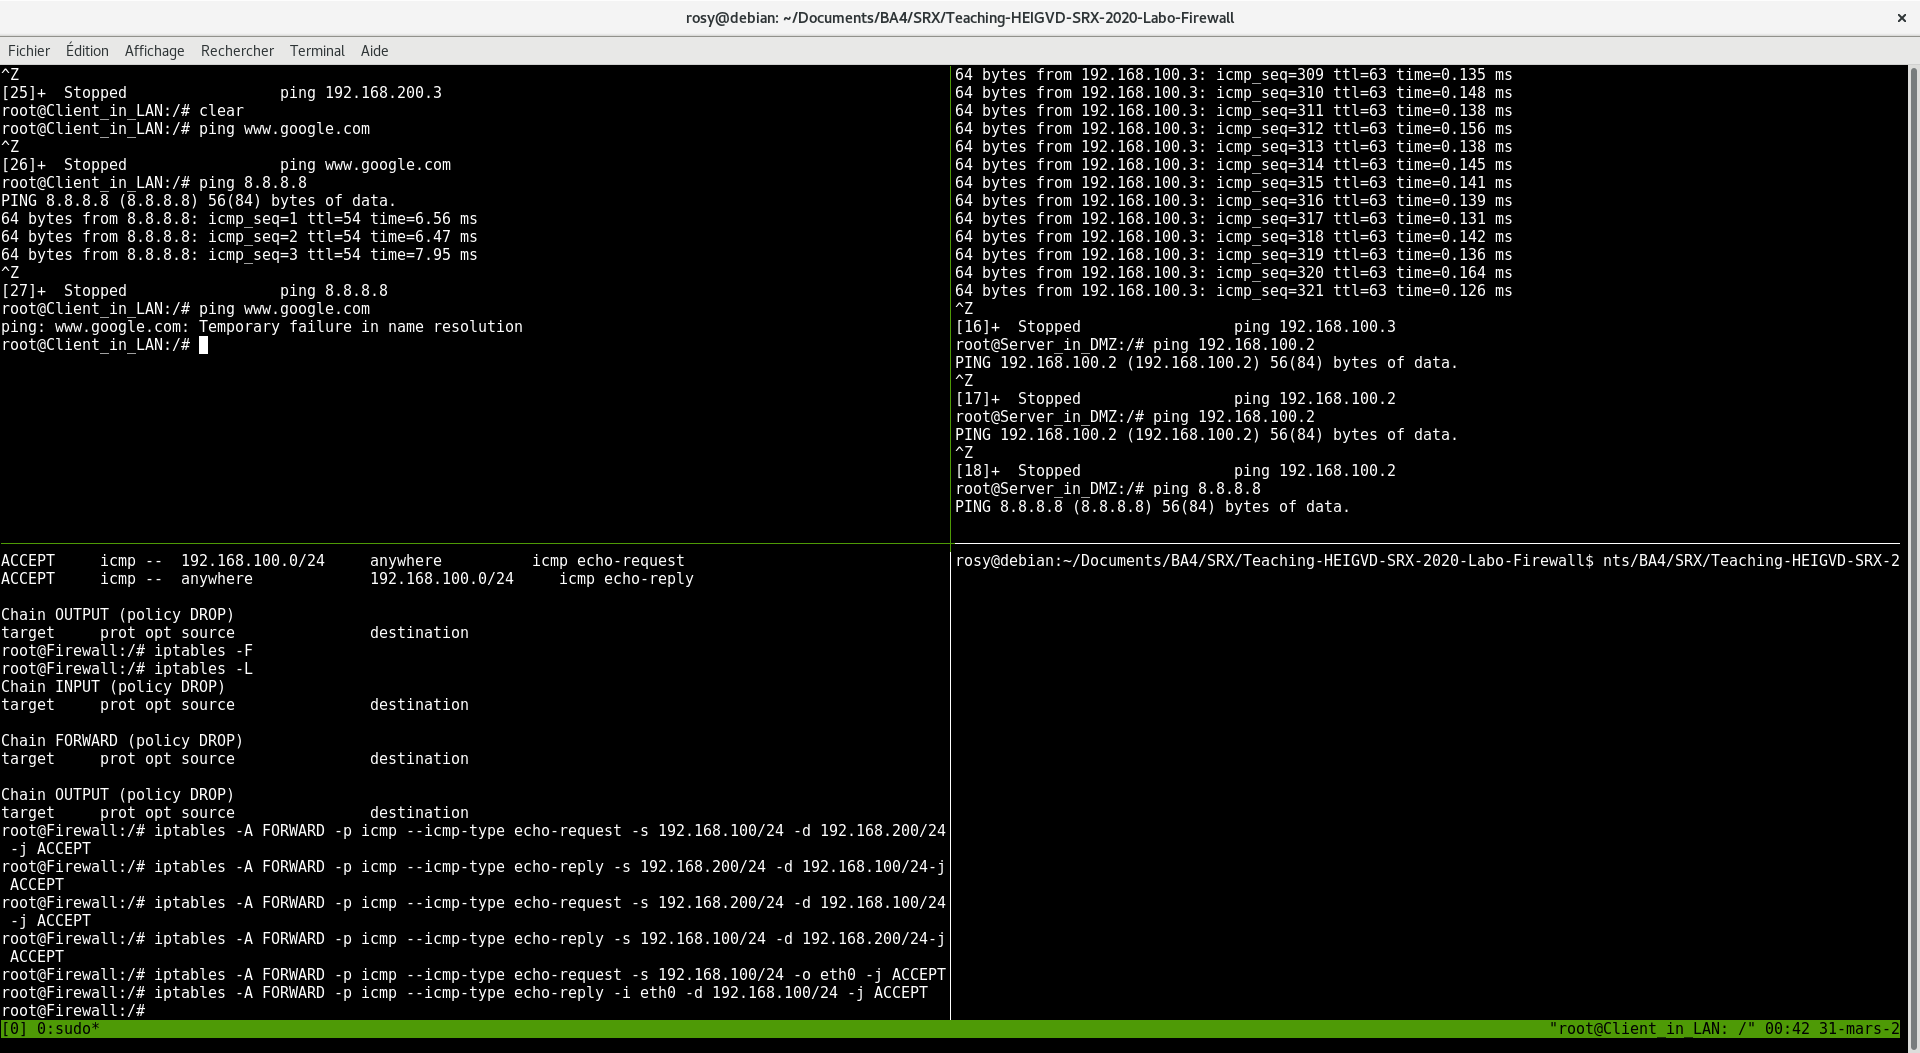 rosy@debian: ~/Documents/BA4/SRX/Teaching-HEIGVD-SRX-2020-Labo-Firewall
×
Fichier Édition Affichage Rechercher Terminal Aide
^Z
[25]+  Stopped                 ping 192.168.200.3
root@Client_in_LAN:/# clear
root@Client_in_LAN:/# ping www.google.com
^Z
[26]+  Stopped                 ping www.google.com
root@Client_in_LAN:/# ping 8.8.8.8
PING 8.8.8.8 (8.8.8.8) 56(84) bytes of data.
64 bytes from 8.8.8.8: icmp_seq=1 ttl=54 time=6.56 ms
64 bytes from 8.8.8.8: icmp_seq=2 ttl=54 time=6.47 ms
64 bytes from 8.8.8.8: icmp_seq=3 ttl=54 time=7.95 ms
^Z
[27]+  Stopped                 ping 8.8.8.8
root@Client_in_LAN:/# ping www.google.com
ping: www.google.com: Temporary failure in name resolution
root@Client_in_LAN:/#
64 bytes from 192.168.100.3: icmp_seq=309 ttl=63 time=0.135 ms
64 bytes from 192.168.100.3: icmp_seq=310 ttl=63 time=0.148 ms
64 bytes from 192.168.100.3: icmp_seq=311 ttl=63 time=0.138 ms
64 bytes from 192.168.100.3: icmp_seq=312 ttl=63 time=0.156 ms
64 bytes from 192.168.100.3: icmp_seq=313 ttl=63 time=0.138 ms
64 bytes from 192.168.100.3: icmp_seq=314 ttl=63 time=0.145 ms
64 bytes from 192.168.100.3: icmp_seq=315 ttl=63 time=0.141 ms
64 bytes from 192.168.100.3: icmp_seq=316 ttl=63 time=0.139 ms
64 bytes from 192.168.100.3: icmp_seq=317 ttl=63 time=0.131 ms
64 bytes from 192.168.100.3: icmp_seq=318 ttl=63 time=0.142 ms
64 bytes from 192.168.100.3: icmp_seq=319 ttl=63 time=0.136 ms
64 bytes from 192.168.100.3: icmp_seq=320 ttl=63 time=0.164 ms
64 bytes from 192.168.100.3: icmp_seq=321 ttl=63 time=0.126 ms
^Z
[16]+  Stopped                 ping 192.168.100.3
root@Server_in_DMZ:/# ping 192.168.100.2
PING 192.168.100.2 (192.168.100.2) 56(84) bytes of data.
^Z
[17]+  Stopped                 ping 192.168.100.2
root@Server_in_DMZ:/# ping 192.168.100.2
PING 192.168.100.2 (192.168.100.2) 56(84) bytes of data.
^Z
[18]+  Stopped                 ping 192.168.100.2
root@Server_in_DMZ:/# ping 8.8.8.8
PING 8.8.8.8 (8.8.8.8) 56(84) bytes of data.
ACCEPT     icmp --  192.168.100.0/24     anywhere          icmp echo-request
ACCEPT     icmp --  anywhere             192.168.100.0/24     icmp echo-reply
Chain OUTPUT (policy DROP)
target     prot opt source               destination
root@Firewall:/# iptables -F
root@Firewall:/# iptables -L
Chain INPUT (policy DROP)
target     prot opt source               destination
Chain FORWARD (policy DROP)
target     prot opt source               destination
Chain OUTPUT (policy DROP)
target     prot opt source               destination
root@Firewall:/# iptables -A FORWARD -p icmp --icmp-type echo-request -s 192.168.100/24 -d 192.168.200/24
 -j ACCEPT
root@Firewall:/# iptables -A FORWARD -p icmp --icmp-type echo-reply -s 192.168.200/24 -d 192.168.100/24-j
 ACCEPT
root@Firewall:/# iptables -A FORWARD -p icmp --icmp-type echo-request -s 192.168.200/24 -d 192.168.100/24
 -j ACCEPT
root@Firewall:/# iptables -A FORWARD -p icmp --icmp-type echo-reply -s 192.168.100/24 -d 192.168.200/24-j
 ACCEPT
root@Firewall:/# iptables -A FORWARD -p icmp --icmp-type echo-request -s 192.168.100/24 -o eth0 -j ACCEPT
root@Firewall:/# iptables -A FORWARD -p icmp --icmp-type echo-reply -i eth0 -d 192.168.100/24 -j ACCEPT
root@Firewall:/#
rosy@debian:~/Documents/BA4/SRX/Teaching-HEIGVD-SRX-2020-Labo-Firewall$ nts/BA4/SRX/Teaching-HEIGVD-SRX-2
[0] 0:sudo*
"root@Client_in_LAN: /" 00:42 31-mars-2